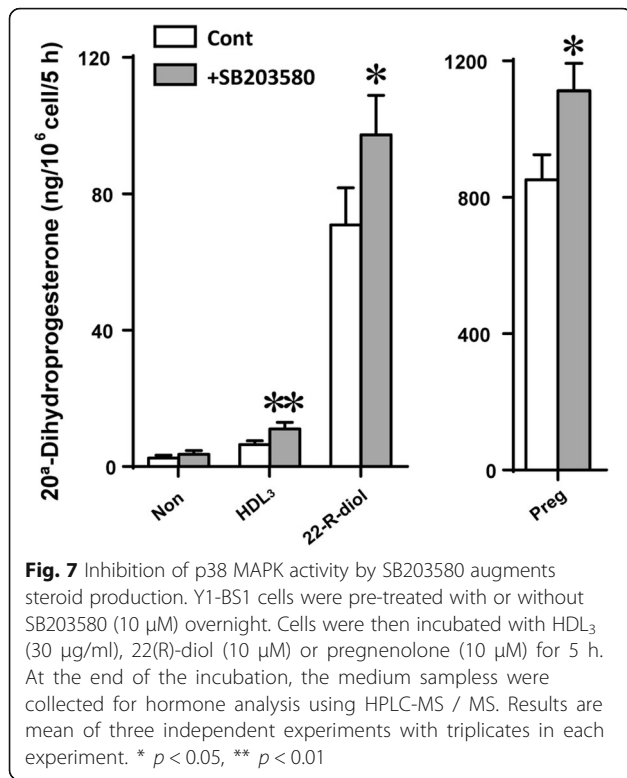 Cont
+SB203580
20ª-Dihydroprogesterone (ng/10⁶ cell/5 h)
120
80
40
0
*
**
Non
HDL₃
22-R-diol
1200
800
400
0
*
Preg
Fig. 7 Inhibition of p38 MAPK activity by SB203580 augments
steroid production. Y1-BS1 cells were pre-treated with or without
SB203580 (10 μM) overnight. Cells were then incubated with HDL₃
(30 μg/ml), 22(R)-diol (10 μM) or pregnenolone (10 μM) for 5 h.
At the end of the incubation, the medium sampless were
collected for hormone analysis using HPLC-MS / MS. Results are
mean of three independent experiments with triplicates in each
experiment. * p < 0.05, ** p < 0.01